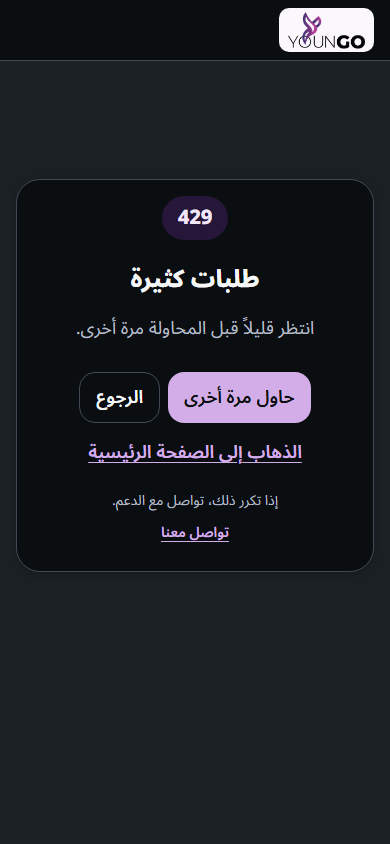 YOUNGO
429
طلبات كثيرة
انتظر قليلاً قبل المحاولة مرة أخرى.
حاول مرة أخرى
الرجوع
الذهاب إلى الصفحة الرئيسية
إذا تكرر ذلك، تواصل مع الدعم.
تواصل معنا